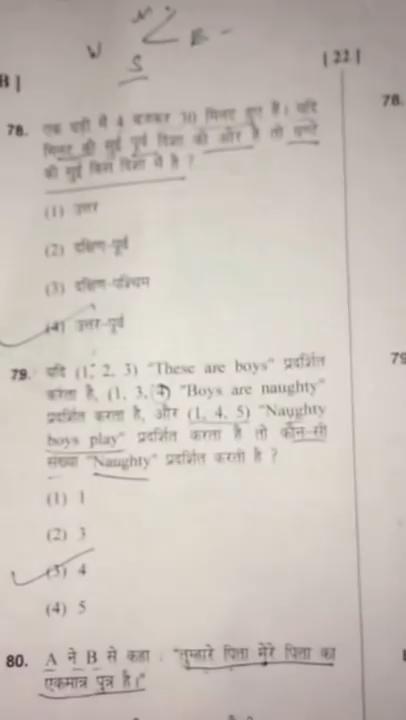 N
W
E
S
[ 22 ]
B ]
78. एक घड़ी में 4 बजकर 30 मिनट हुए हैं। यदि
मिनट की सुई पूर्व दिशा की ओर है तो घण्टे
की सुई किस दिशा में है ?
(1) उत्तर
(2) दक्षिण-पूर्व
(3) दक्षिण-पश्चिम
(4) उत्तर-पूर्व
79. यदि (1, 2, 3) "These are boys" प्रदर्शित
करता है, (1, 3, 4) "Boys are naughty"
प्रदर्शित करता है, और (1, 4, 5) "Naughty
boys play" प्रदर्शित करता है तो कौन-सी
संख्या "Naughty" प्रदर्शित करती है ?
(1) 1
(2) 3
(3) 4
(4) 5
80. A ने B से कहा : "तुम्हारे पिता मेरे पिता का
एकमात्र पुत्र है।"
78.
79